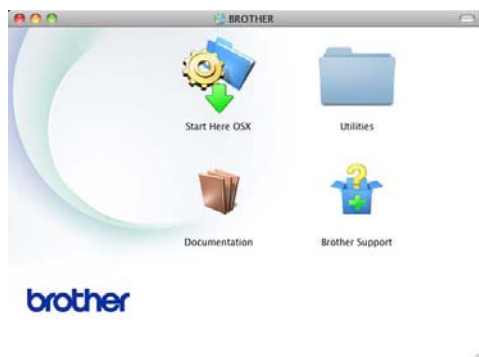 BROTHER
Start Here OSX
Utilities
Documentation
Brother Support
brother